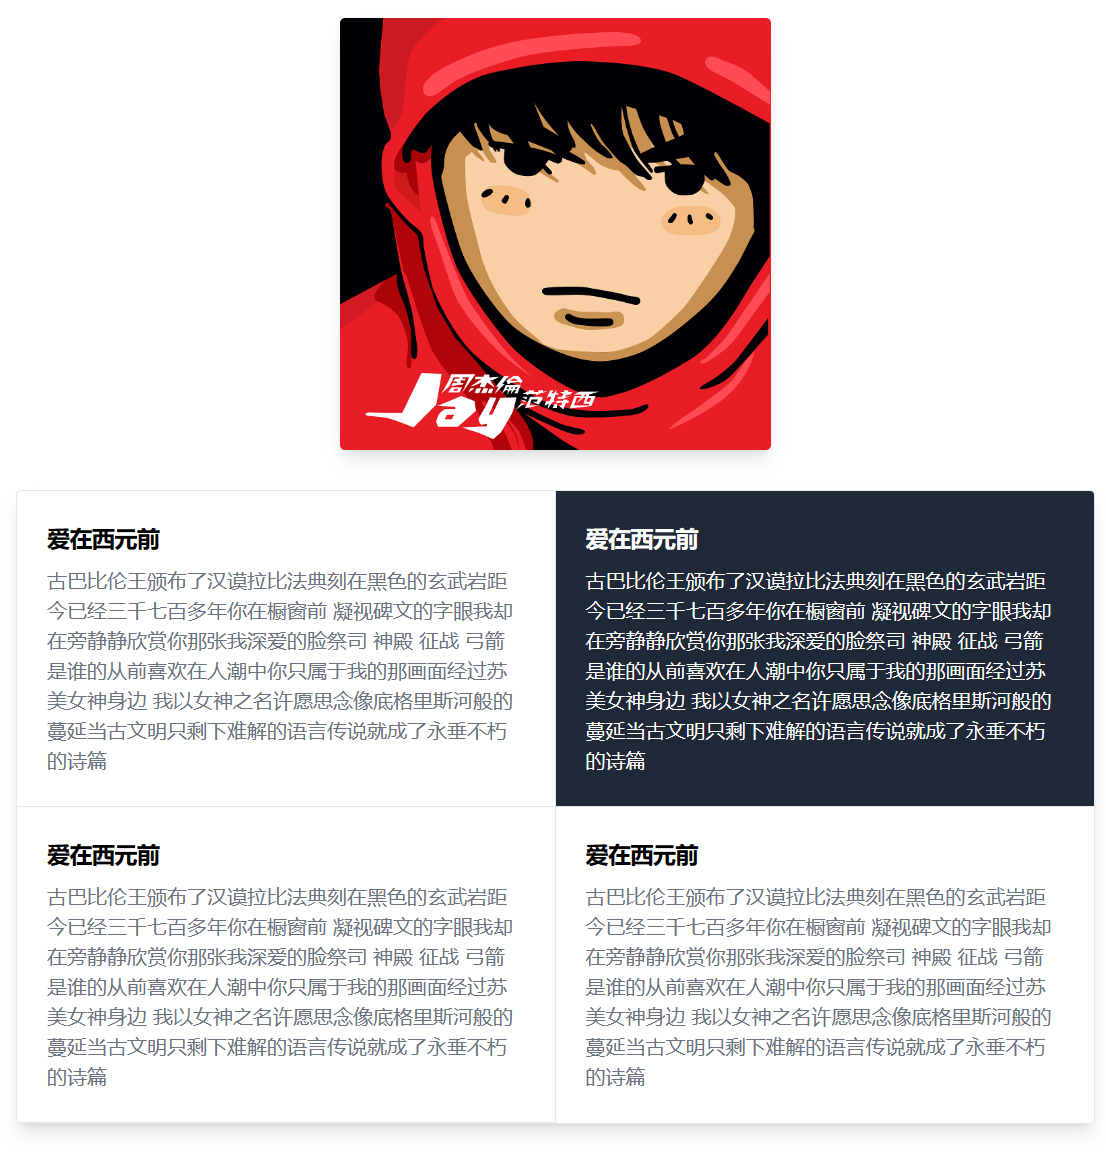 周杰倫
Jay 范特西
爱在西元前
古巴比伦王颁布了汉谟拉比法典刻在黑色的玄武岩距
今已经三千七百多年你在橱窗前 凝视碑文的字眼我却
在旁静静欣赏你那张我深爱的脸祭司 神殿 征战 弓箭
是谁的从前喜欢在人潮中你只属于我的那画面经过苏
美女神身边 我以女神之名许愿思念像底格里斯河般的
蔓延当古文明只剩下难解的语言传说就成了永垂不朽
的诗篇
爱在西元前
古巴比伦王颁布了汉谟拉比法典刻在黑色的玄武岩距
今已经三千七百多年你在橱窗前 凝视碑文的字眼我却
在旁静静欣赏你那张我深爱的脸祭司 神殿 征战 弓箭
是谁的从前喜欢在人潮中你只属于我的那画面经过苏
美女神身边 我以女神之名许愿思念像底格里斯河般的
蔓延当古文明只剩下难解的语言传说就成了永垂不朽
的诗篇
爱在西元前
古巴比伦王颁布了汉谟拉比法典刻在黑色的玄武岩距
今已经三千七百多年你在橱窗前 凝视碑文的字眼我却
在旁静静欣赏你那张我深爱的脸祭司 神殿 征战 弓箭
是谁的从前喜欢在人潮中你只属于我的那画面经过苏
美女神身边 我以女神之名许愿思念像底格里斯河般的
蔓延当古文明只剩下难解的语言传说就成了永垂不朽
的诗篇
爱在西元前
古巴比伦王颁布了汉谟拉比法典刻在黑色的玄武岩距
今已经三千七百多年你在橱窗前 凝视碑文的字眼我却
在旁静静欣赏你那张我深爱的脸祭司 神殿 征战 弓箭
是谁的从前喜欢在人潮中你只属于我的那画面经过苏
美女神身边 我以女神之名许愿思念像底格里斯河般的
蔓延当古文明只剩下难解的语言传说就成了永垂不朽
的诗篇